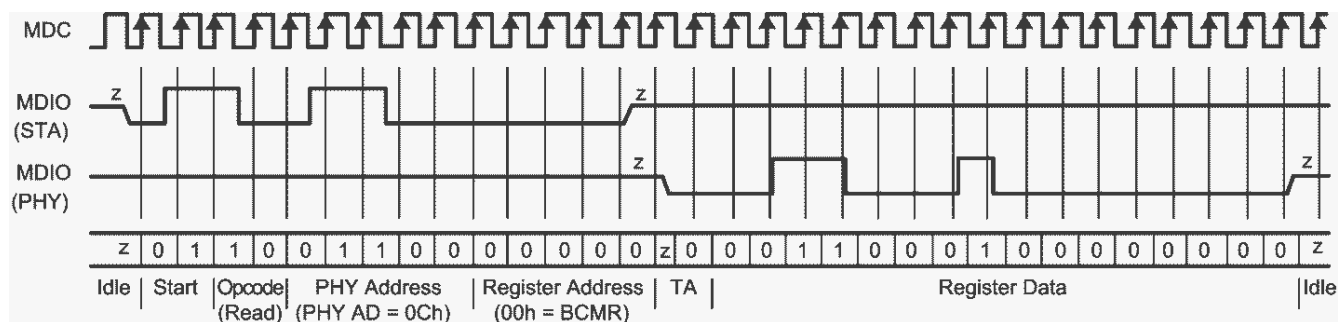 MDC
z z
MDIO
(STA)
z z
MDIO
(PHY)
z 0 1 1 0 0 1 1 0 0 0 0 0 0 0 z 0 0 0 1 1 0 0 0 1 0 0 0 0 0 0 0 0 z
Idle Start Opcode PHY Address Register Address TA Register Data Idle
(Read) (PHY AD = 0Ch) (00h = BCMR)